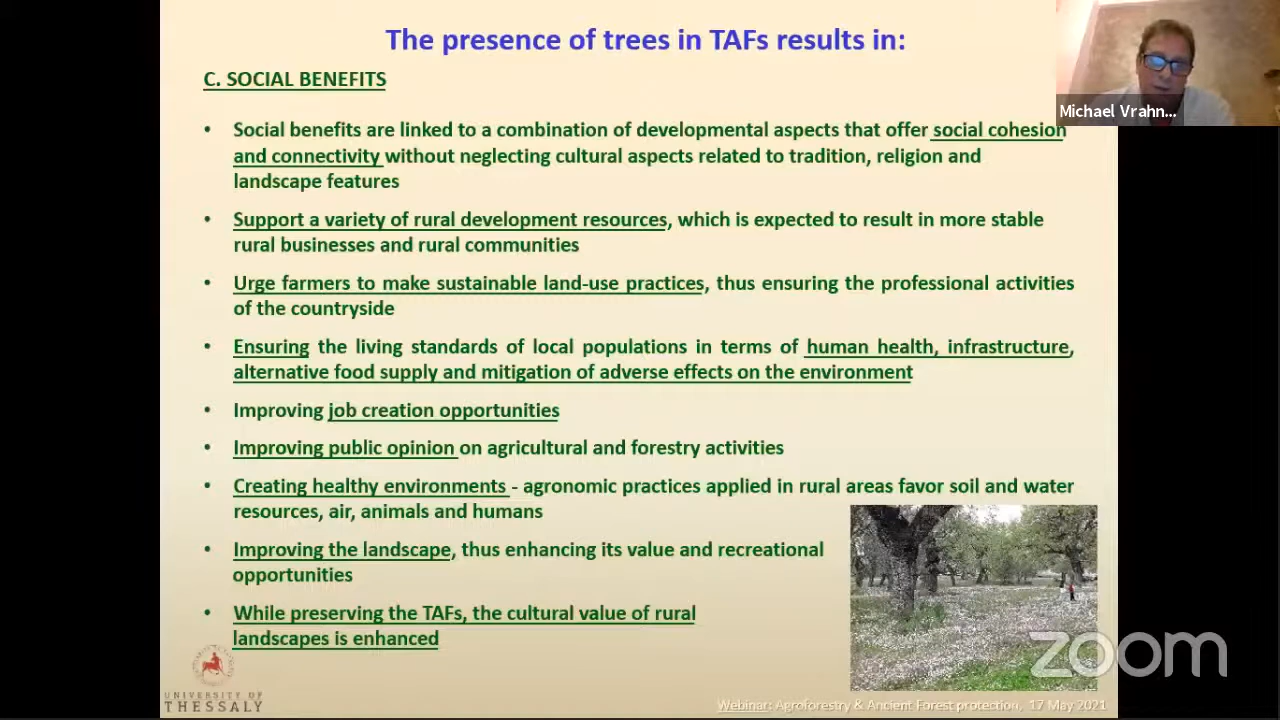 The presence of trees in TAFs results in:
C. SOCIAL BENEFITS
Michael Vrahn...
• Social benefits are linked to a combination of developmental aspects that offer social cohesion
and connectivity without neglecting cultural aspects related to tradition, religion and
landscape features
• Support a variety of rural development resources, which is expected to result in more stable
rural businesses and rural communities
• Urge farmers to make sustainable land-use practices, thus ensuring the professional activities
of the countryside
• Ensuring the living standards of local populations in terms of human health, infrastructure,
alternative food supply and mitigation of adverse effects on the environment
• Improving job creation opportunities
• Improving public opinion on agricultural and forestry activities
• Creating healthy environments - agronomic practices applied in rural areas favor soil and water
resources, air, animals and humans
• Improving the landscape, thus enhancing its value and recreational
opportunities
• While preserving the TAFs, the cultural value of rural
landscapes is enhanced
zoom
UNIVERSITY OF
THESSALY
Webinar: Agroforestry & Ancient Forest protection, 17 May 2021